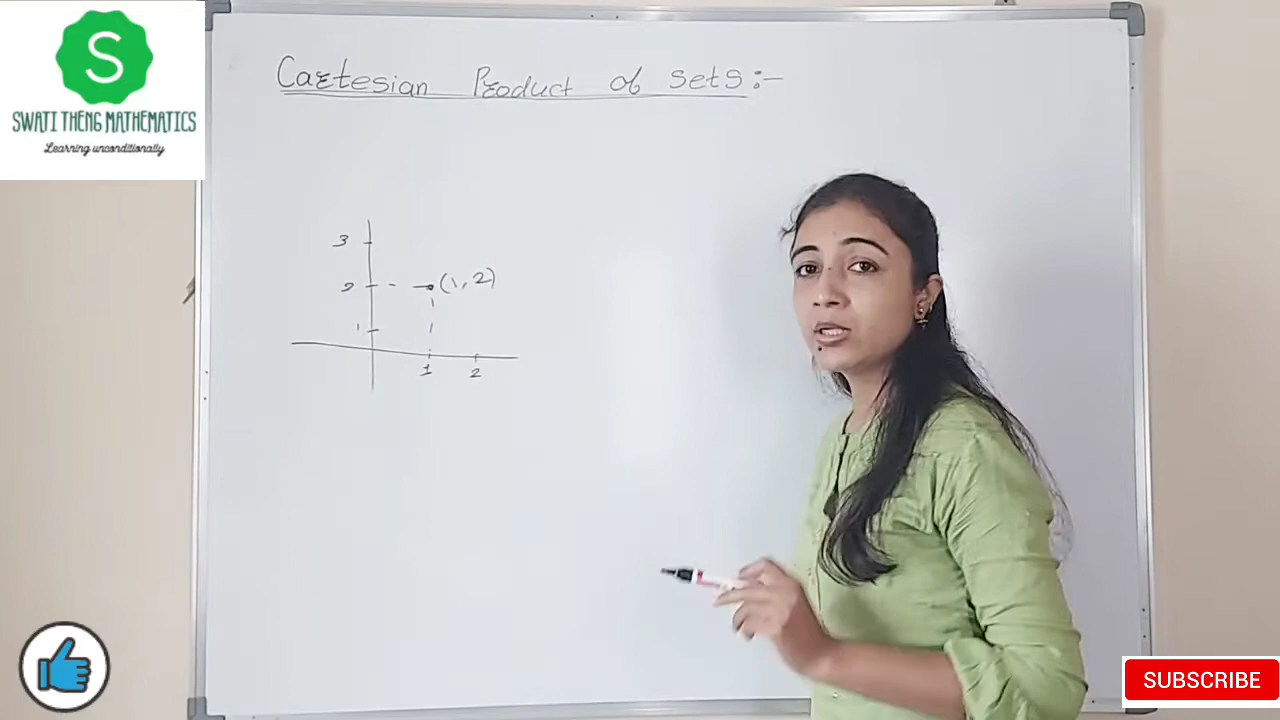 S
SWATI THENG MATHEMATICS
Learning unconditionally
Cartesian Product of sets:-
3
2 (1, 2)
1
1 2
SUBSCRIBE